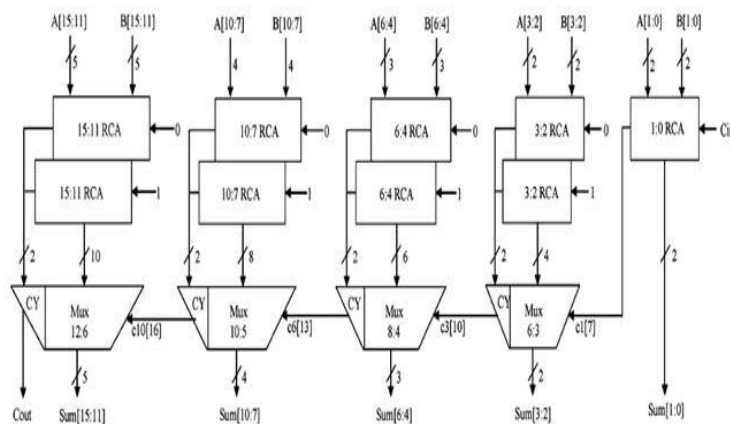 A[15:11] B[15:11] A[10:7] B[10:7] A[6:4] B[6:4] A[3:2] B[3:2] A[1:0] B[1:0]
5 5 4 4 3 3 2 2 2 2
15:11 RCA 0 10:7 RCA 0 6:4 RCA 0 3:2 RCA 0 1:0 RCA Ci
15:11 RCA 1 10:7 RCA 1 6:4 RCA 1 3:2 RCA 1
2 10 2 8 2 6 2 4 2
CY Mux CY Mux CY Mux CY Mux
12:6 c10[16] 10:5 c6[13] 8:4 c3[10] 6:3 c1[7]
5 4 3 2
Cout Sum[15:11] Sum[10:7] Sum[6:4] Sum[3:2] Sum[1:0]